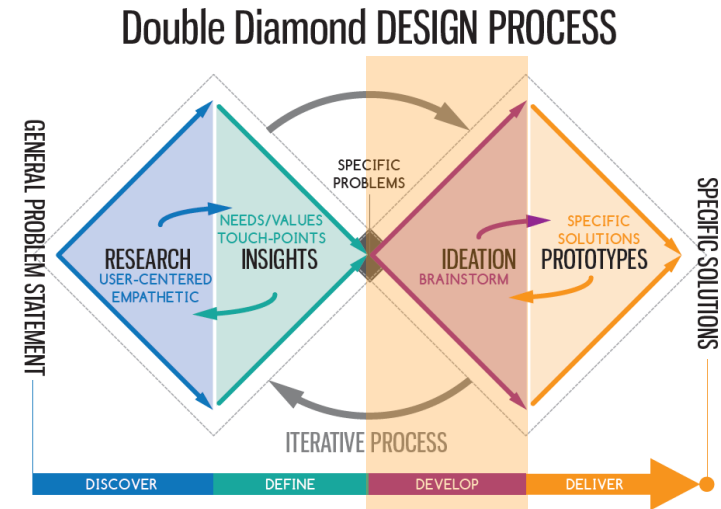 Double Diamond DESIGN PROCESS
GENERAL PROBLEM STATEMENT
SPECIFIC
PROBLEMS
NEEDS/VALUES
TOUCH-POINTS
INSIGHTS
RESEARCH
USER-CENTERED
EMPATHETIC
IDEATION
BRAINSTORM
SPECIFIC
SOLUTIONS
PROTOTYPES
SPECIFIC SOLUTIONS
ITERATIVE PROCESS
DISCOVER
DEFINE
DEVELOP
DELIVER